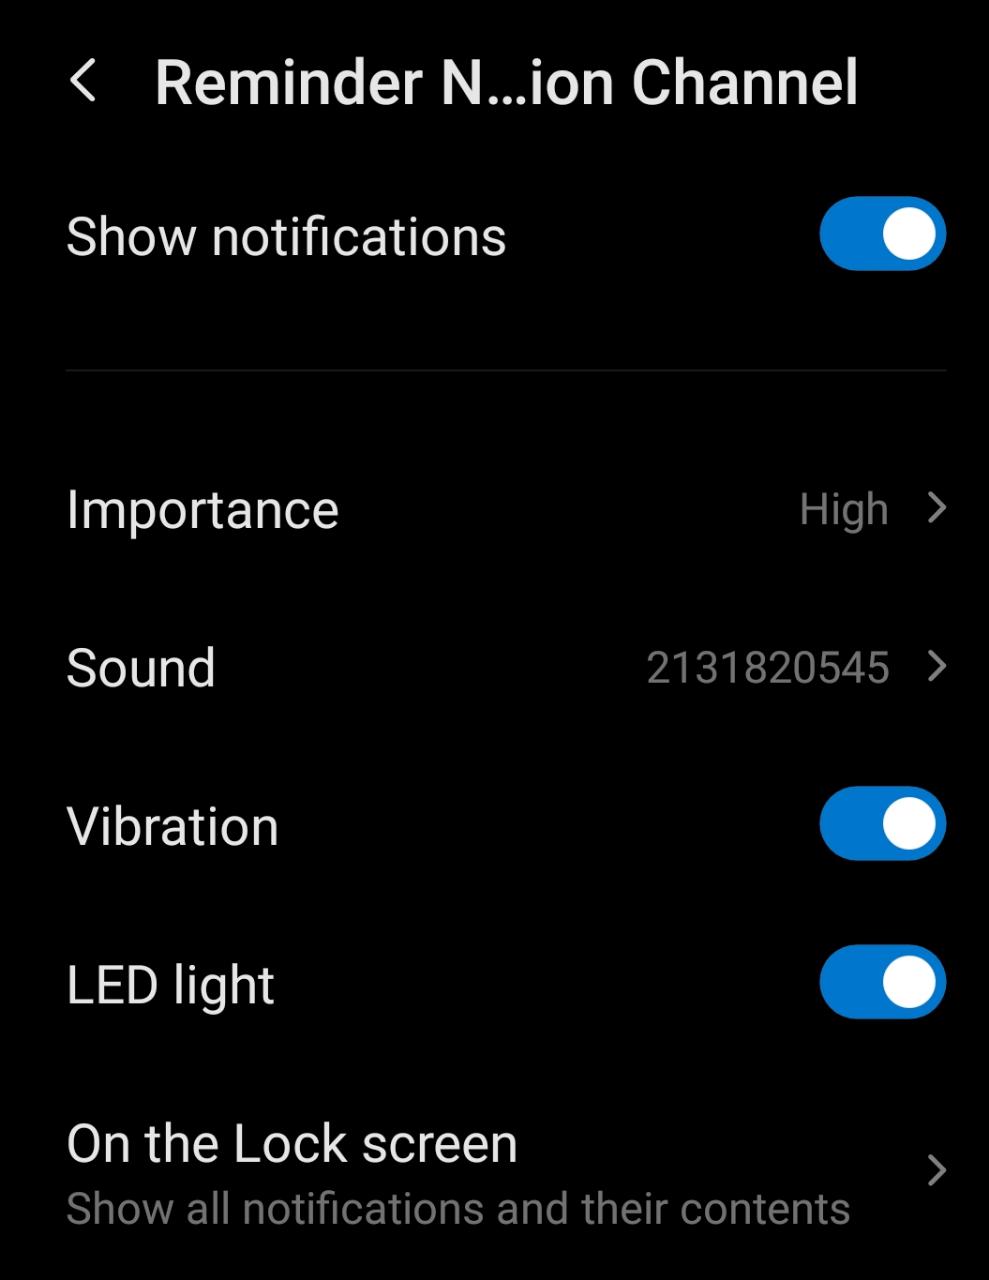 Reminder N...ion Channel
Show notifications
Importance High
Sound 2131820545
Vibration
LED light
On the Lock screen
Show all notifications and their contents